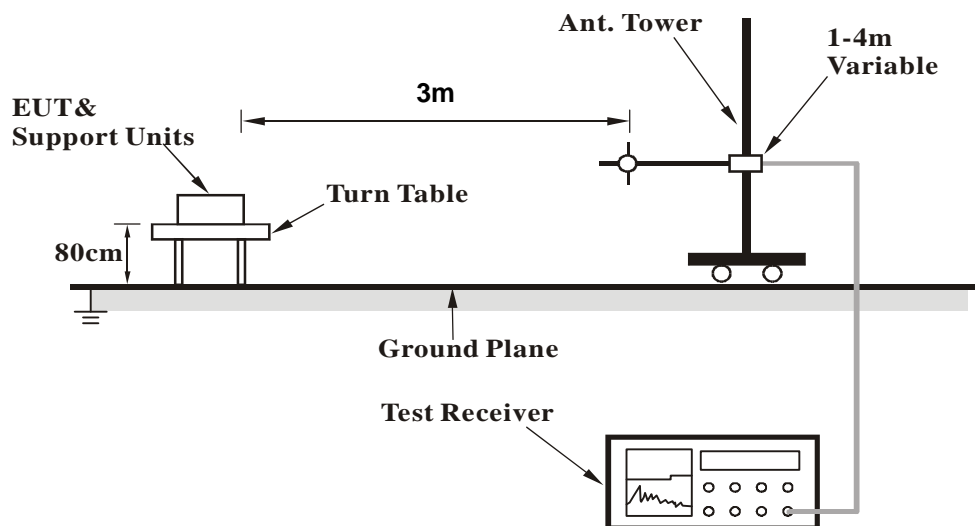 Ant. Tower
1-4m
Variable
3m
EUT&
Support Units
Turn Table
80cm
Ground Plane
Test Receiver